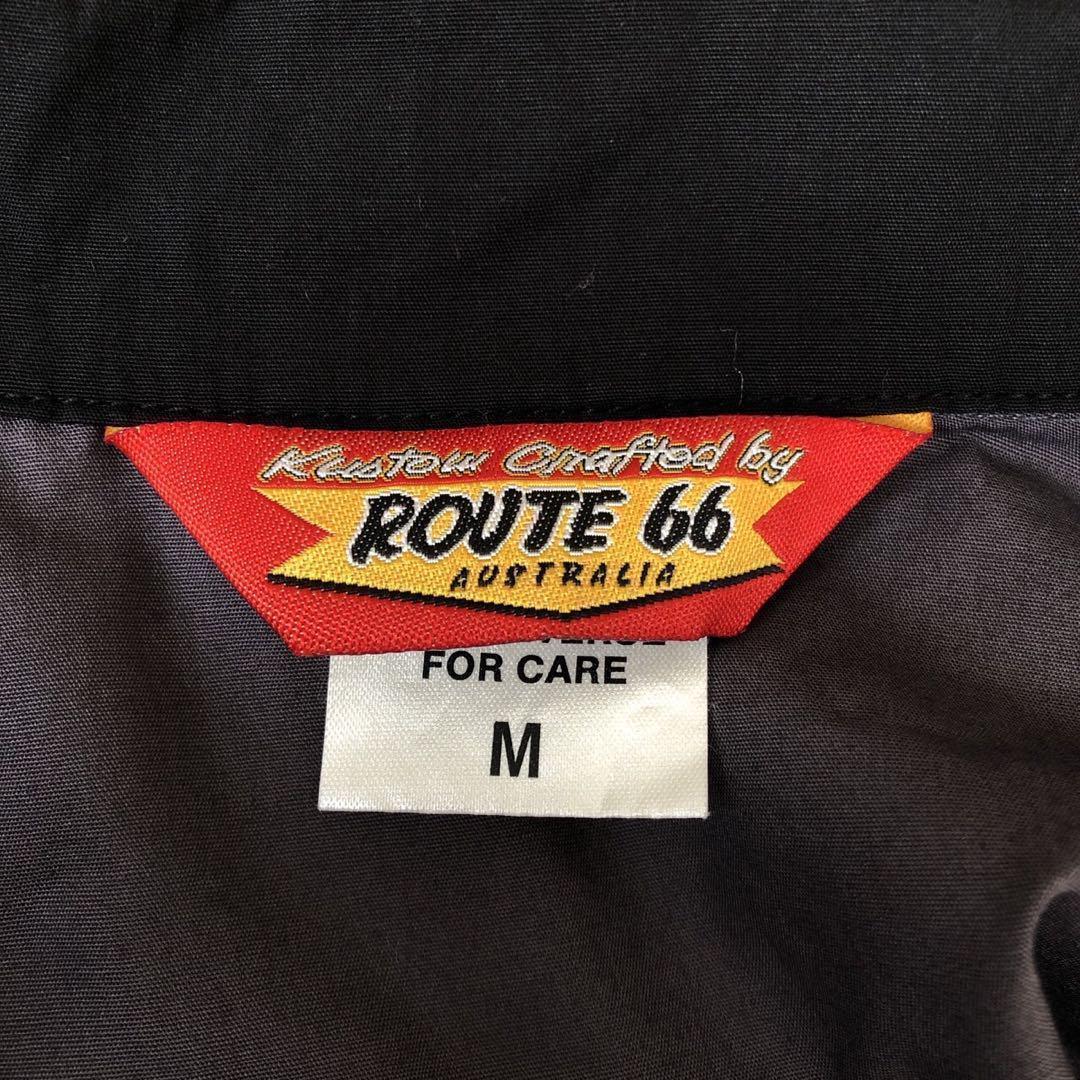 Kustom Crafted by
ROUTE 66
AUSTRALIA
FOR CARE
M